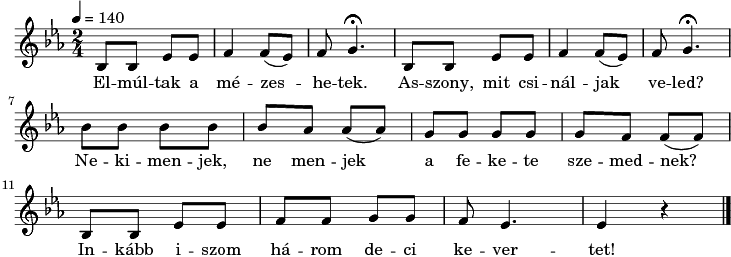 = 140
El - múl - tak a mé - zes - he - tek. As - szony, mit csi - nál - jak ve - led?
7
Ne - ki - men - jek, ne men - jek a fe - ke - te sze - med - nek?
11
In - kább i - szom há - rom de - ci ke - ver - tet!